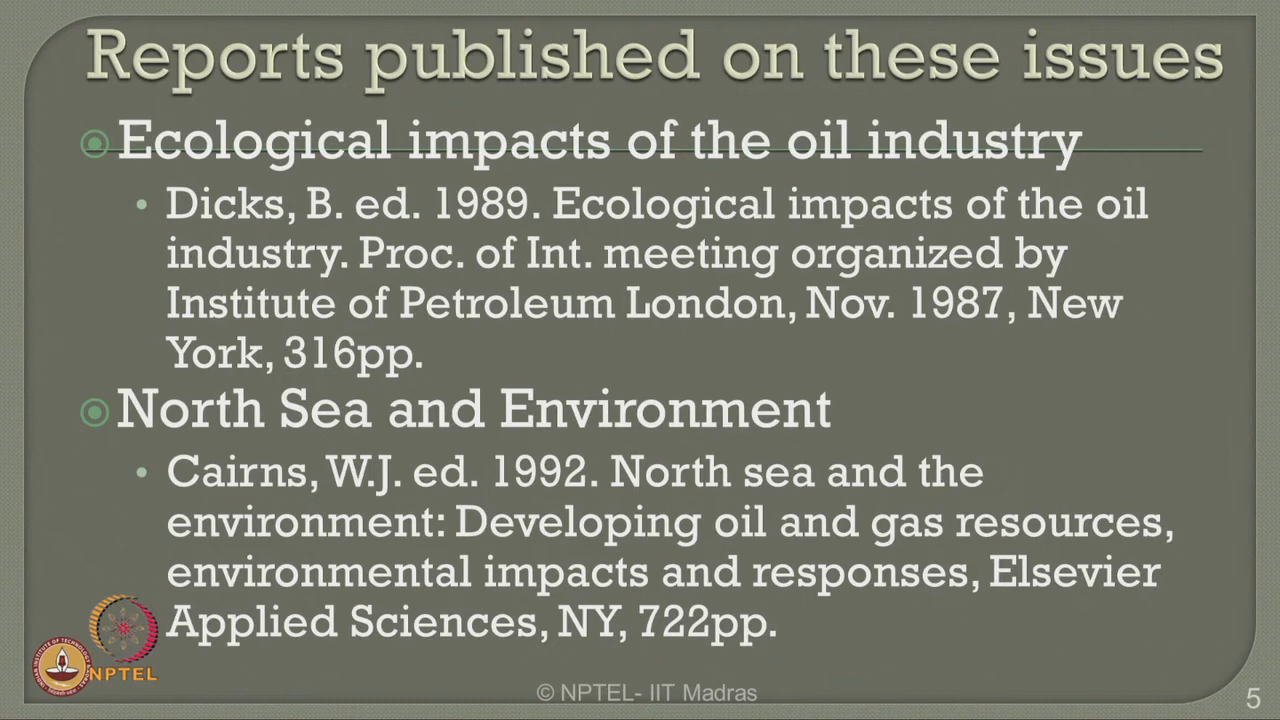 Reports published on these issues
Ecological impacts of the oil industry
• Dicks, B. ed. 1989. Ecological impacts of the oil
industry. Proc. of Int. meeting organized by
Institute of Petroleum London, Nov. 1987, New
York, 316pp.
North Sea and Environment
• Cairns, W.J. ed. 1992. North sea and the
environment: Developing oil and gas resources,
environmental impacts and responses, Elsevier
Applied Sciences, NY, 722pp.
NPTEL
© NPTEL- IIT Madras
5